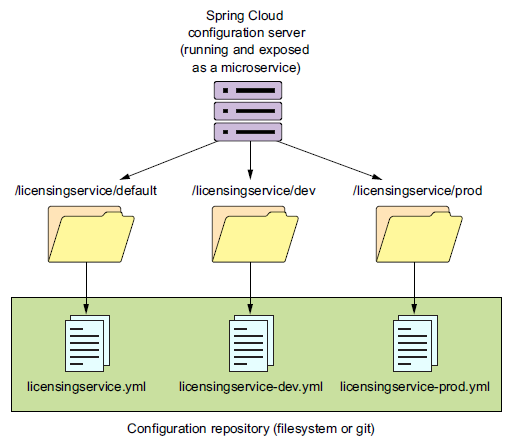 Spring Cloud
configuration server
(running and exposed
as a microservice)
/licensingservice/default
/licensingservice/dev
/licensingservice/prod
licensingservice.yml
licensingservice-dev.yml
licensingservice-prod.yml
Configuration repository (filesystem or git)